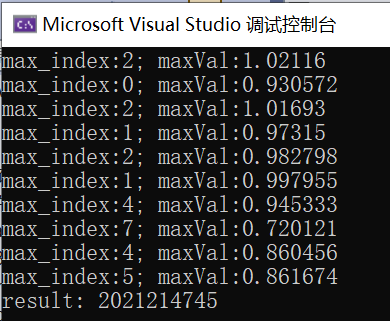 C:\ Microsoft Visual Studio 调试控制台
max_index:2; maxVal:1.02116
max_index:0; maxVal:0.930572
max_index:2; maxVal:1.01693
max_index:1; maxVal:0.97315
max_index:2; maxVal:0.982798
max_index:1; maxVal:0.997955
max_index:4; maxVal:0.945333
max_index:7; maxVal:0.720121
max_index:4; maxVal:0.860456
max_index:5; maxVal:0.861674
result: 2021214745